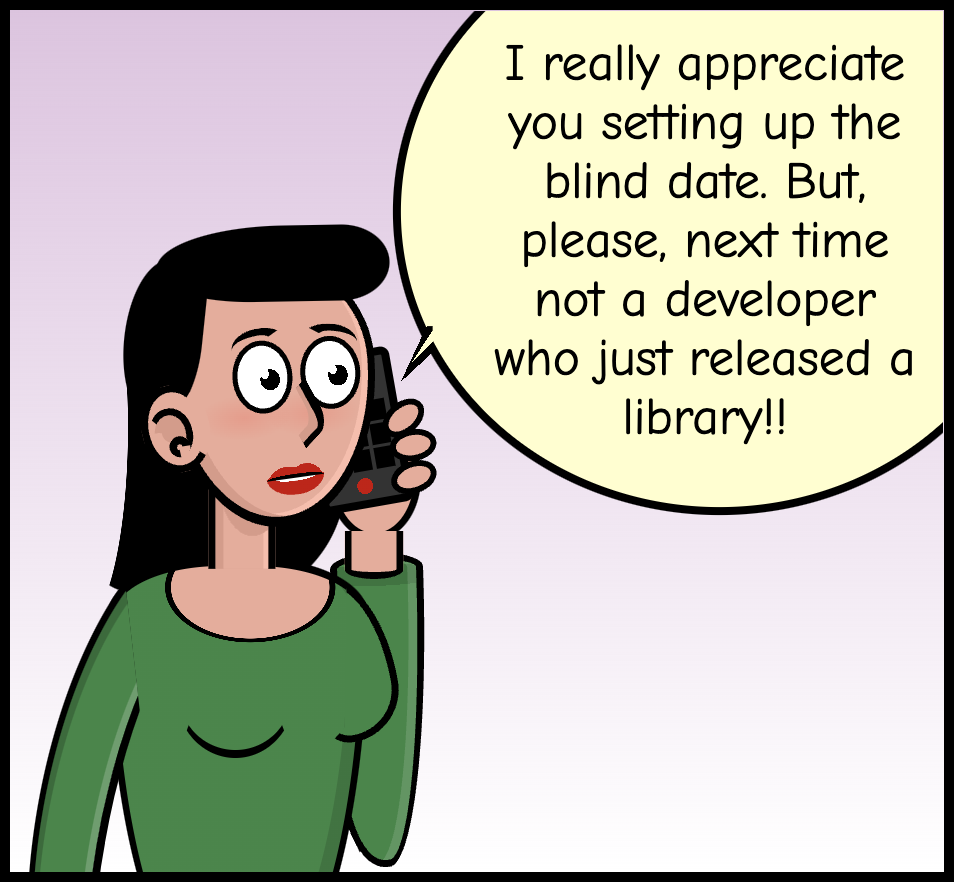 I really appreciate
you setting up the
blind date. But,
please, next time
not a developer
who just released a
library!!